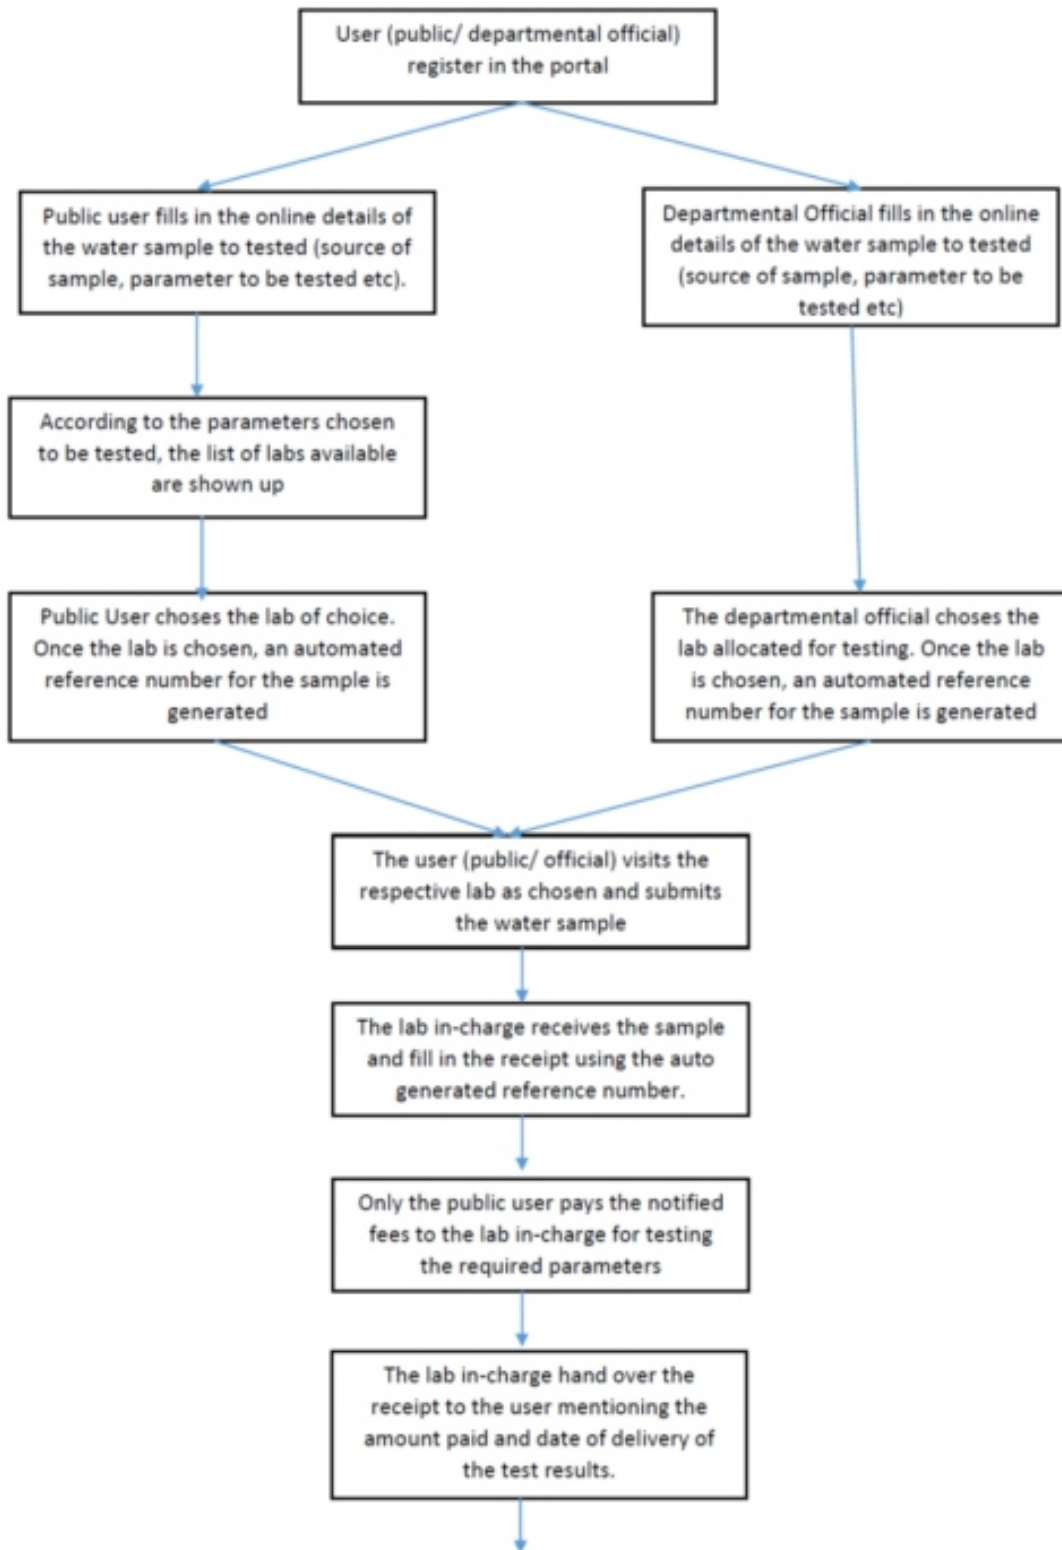 User (public/ departmental official)
register in the portal
Public user fills in the online details of
the water sample to tested (source of
sample, parameter to be tested etc).
Departmental Official fills in the online
details of the water sample to tested
(source of sample, parameter to be
tested etc)
According to the parameters chosen
to be tested, the list of labs available
are shown up
Public User choses the lab of choice.
Once the lab is chosen, an automated
reference number for the sample is
generated
The departmental official choses the
lab allocated for testing. Once the lab
is chosen, an automated reference
number for the sample is generated
The user (public/ official) visits the
respective lab as chosen and submits
the water sample
The lab in-charge receives the sample
and fill in the receipt using the auto
generated reference number.
Only the public user pays the notified
fees to the lab in-charge for testing
the required parameters
The lab in-charge hand over the
receipt to the user mentioning the
amount paid and date of delivery of
the test results.